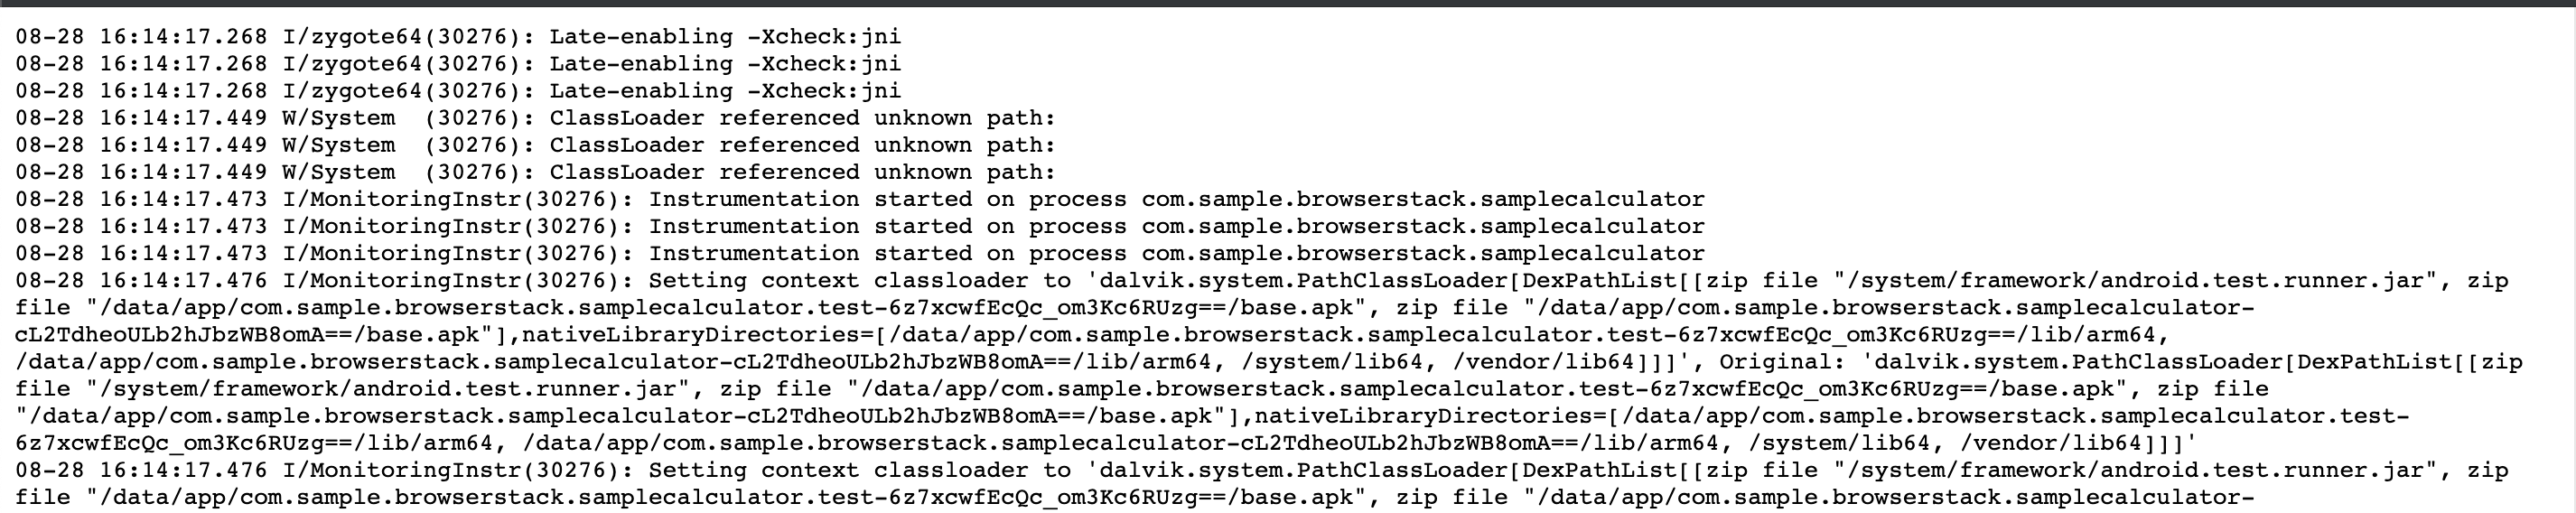 08-28 16:14:17.268 I/zygote64(30276): Late-enabling -Xcheck:jni
08-28 16:14:17.268 I/zygote64(30276): Late-enabling -Xcheck:jni
08-28 16:14:17.268 I/zygote64(30276): Late-enabling -Xcheck:jni
08-28 16:14:17.449 W/System  (30276): ClassLoader referenced unknown path:
08-28 16:14:17.449 W/System  (30276): ClassLoader referenced unknown path:
08-28 16:14:17.449 W/System  (30276): ClassLoader referenced unknown path:
08-28 16:14:17.473 I/MonitoringInstr(30276): Instrumentation started on process com.sample.browserstack.samplecalculator
08-28 16:14:17.473 I/MonitoringInstr(30276): Instrumentation started on process com.sample.browserstack.samplecalculator
08-28 16:14:17.473 I/MonitoringInstr(30276): Instrumentation started on process com.sample.browserstack.samplecalculator
08-28 16:14:17.476 I/MonitoringInstr(30276): Setting context classloader to 'dalvik.system.PathClassLoader[DexPathList[[zip file "/system/framework/android.test.runner.jar", zip
file "/data/app/com.sample.browserstack.samplecalculator.test-6z7xcwfEcQc_om3Kc6RUzg==/base.apk", zip file "/data/app/com.sample.browserstack.samplecalculator-
cL2TdheoULb2hJbzWB8omA==/base.apk"],nativeLibraryDirectories=[/data/app/com.sample.browserstack.samplecalculator.test-6z7xcwfEcQc_om3Kc6RUzg==/lib/arm64,
/data/app/com.sample.browserstack.samplecalculator-cL2TdheoULb2hJbzWB8omA==/lib/arm64, /system/lib64, /vendor/lib64]]]', Original: 'dalvik.system.PathClassLoader[DexPathList[[zip
file "/system/framework/android.test.runner.jar", zip file "/data/app/com.sample.browserstack.samplecalculator.test-6z7xcwfEcQc_om3Kc6RUzg==/base.apk", zip file
"/data/app/com.sample.browserstack.samplecalculator-cL2TdheoULb2hJbzWB8omA==/base.apk"],nativeLibraryDirectories=[/data/app/com.sample.browserstack.samplecalculator.test-
6z7xcwfEcQc_om3Kc6RUzg==/lib/arm64, /data/app/com.sample.browserstack.samplecalculator-cL2TdheoULb2hJbzWB8omA==/lib/arm64, /system/lib64, /vendor/lib64]]]'
08-28 16:14:17.476 I/MonitoringInstr(30276): Setting context classloader to 'dalvik.system.PathClassLoader[DexPathList[[zip file "/system/framework/android.test.runner.jar", zip
file "/data/app/com.sample.browserstack.samplecalculator.test-6z7xcwfEcQc_om3Kc6RUzg==/base.apk", zip file "/data/app/com.sample.browserstack.samplecalculator-